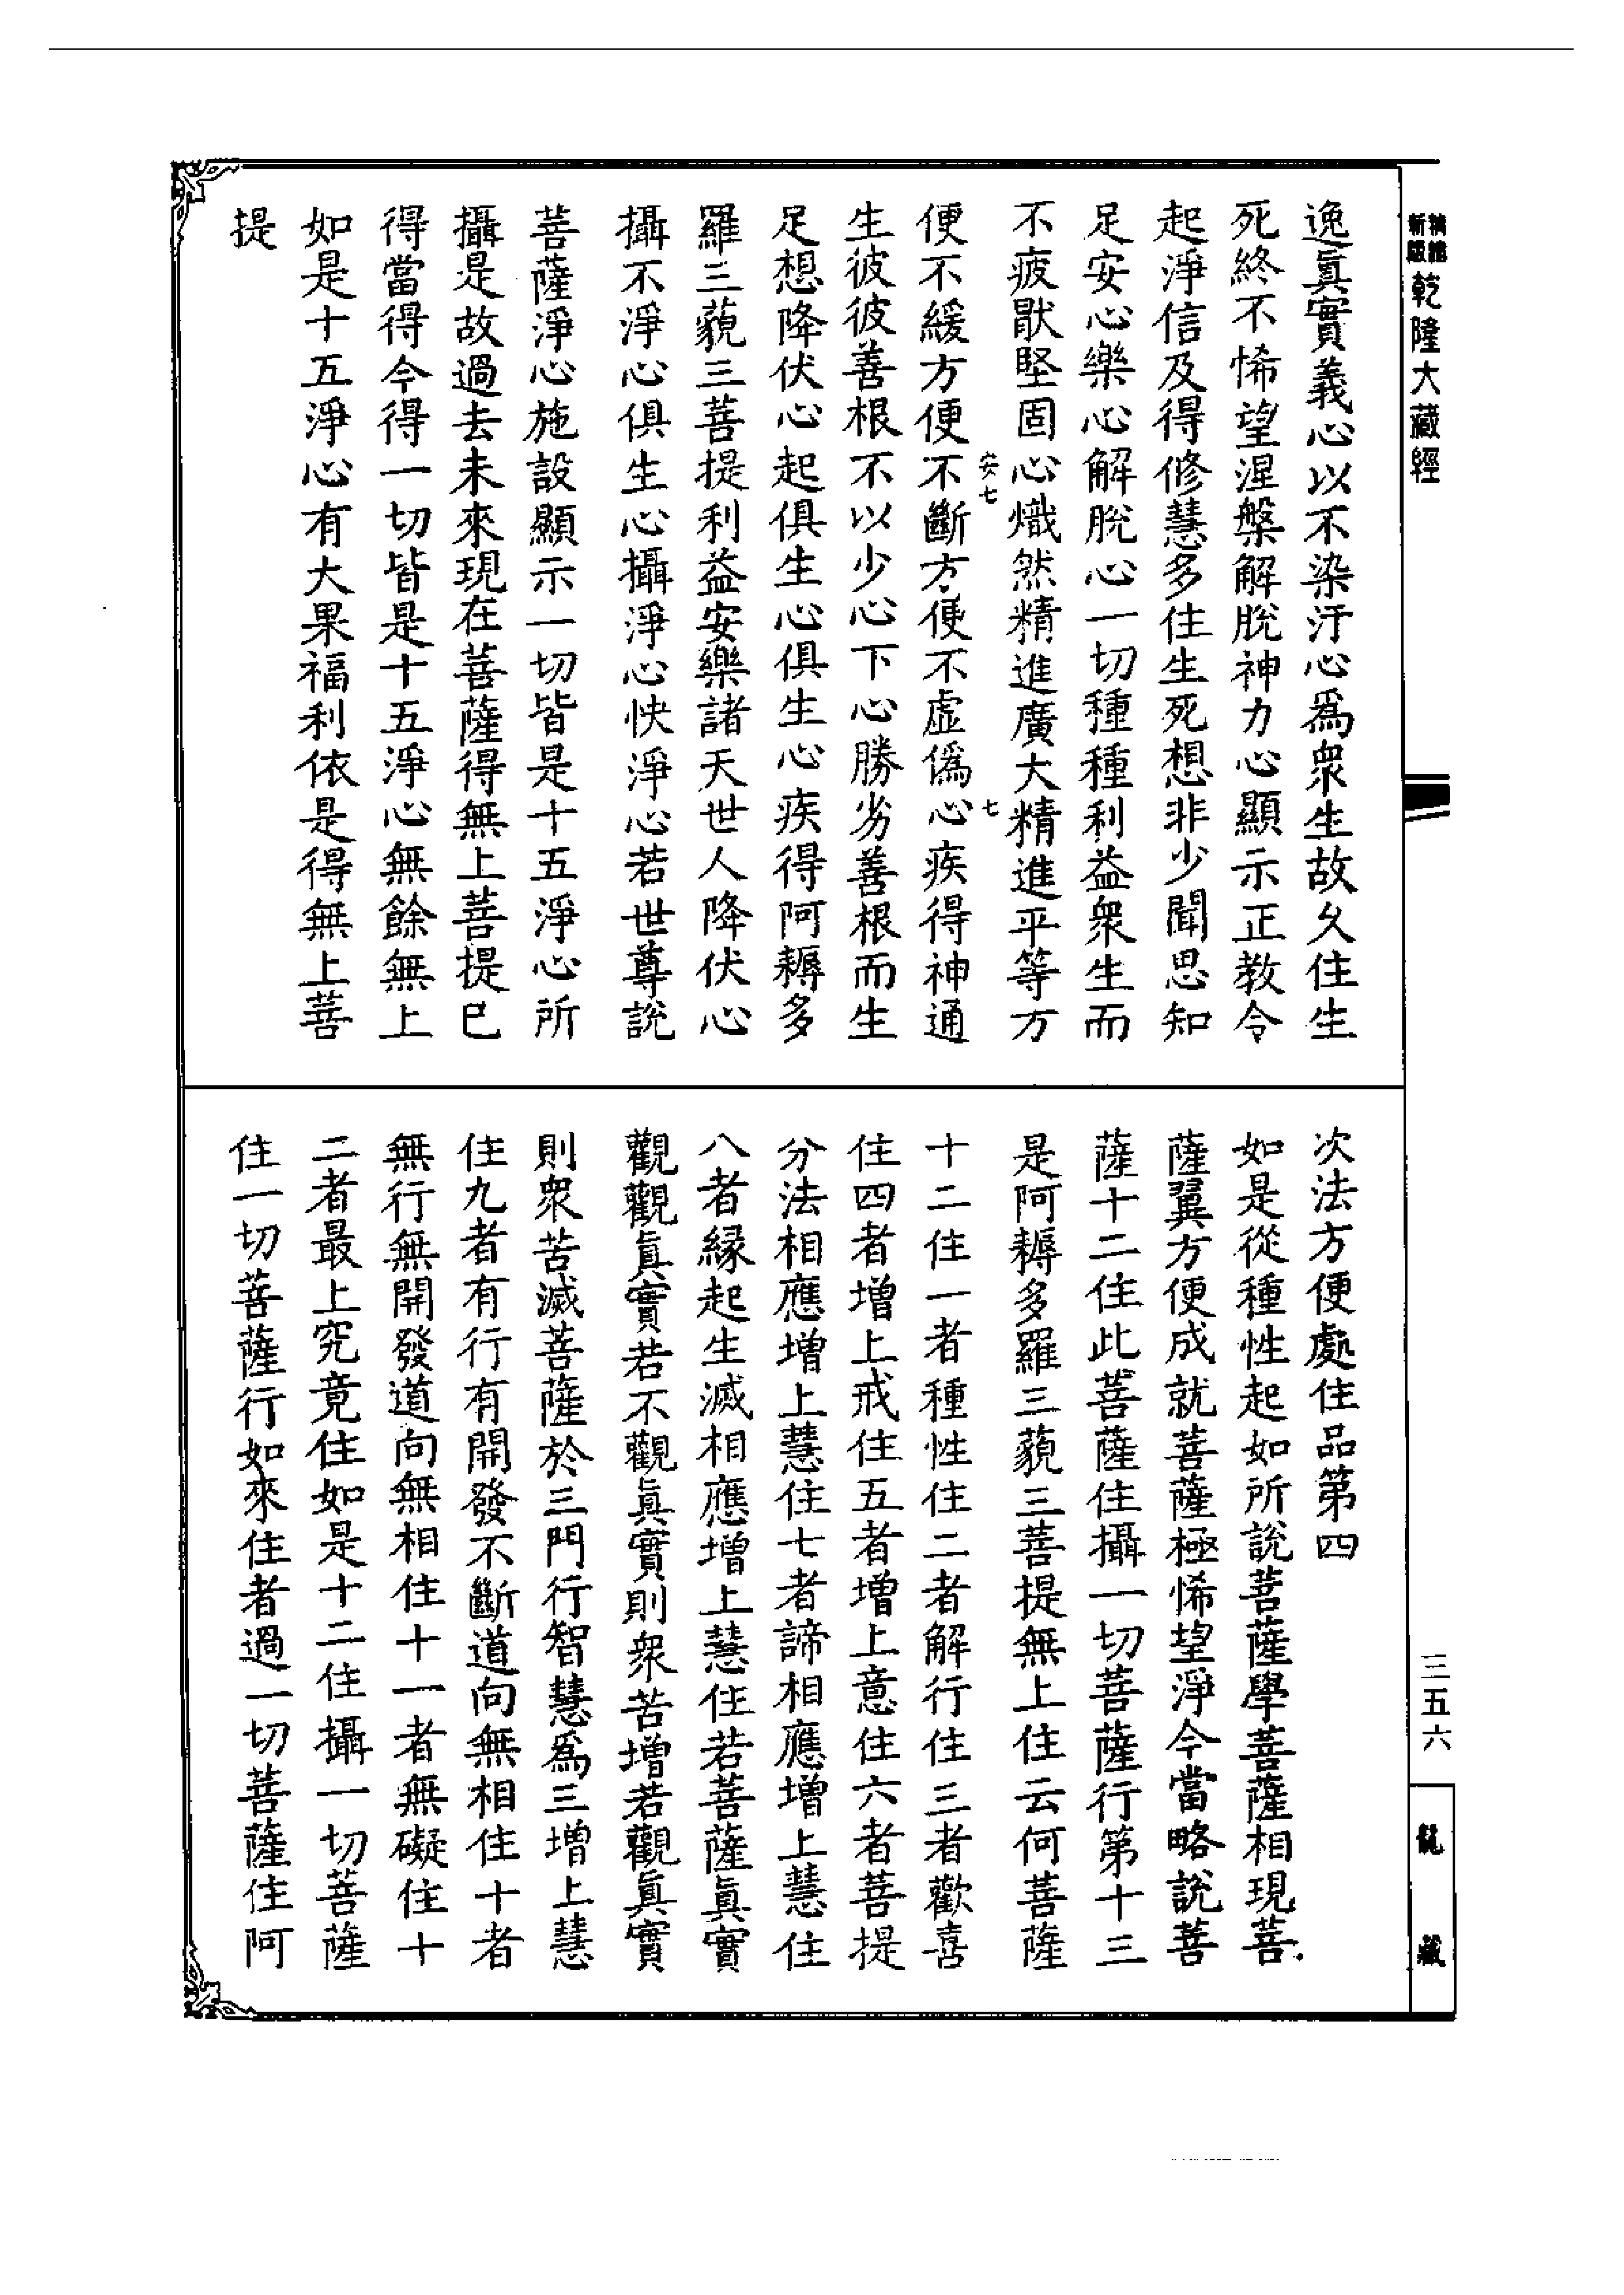 新版
精縮
乾隆大藏經
逸眞實義心以不染汙心爲衆生故久住生
死終不悕望涅槃解脫神力心顯示正教令
起淨信及得修慧多住生死想非少聞思知
足安心樂心解脫心一切種種利益衆生而
不疲猒堅固心熾然精進廣大精進平等方
安七
七
便不緩方便不斷方便不虛僞心疾得神通
生彼彼善根不以少心下心勝劣善根而生
足想降伏心起俱生心俱生心疾得阿耨多
羅三藐三菩提利益安樂諸天世人降伏心
攝不淨心俱生心攝淨心快淨心若世尊說
菩薩淨心施設顯示一切皆是十五淨心所
攝是故過去未來現在菩薩得無上菩提已
得當得今得一切皆是十五淨心無餘無上
如是十五淨心有大果福利依是得無上菩
提
次法方便處住品第四
如是從種性起如所說菩薩學菩薩相現菩
薩翼方便成就菩薩極悕望淨今當略說菩
薩十二住此菩薩住攝一切菩薩行第十三
是阿耨多羅三藐三菩提無上住云何菩薩
十二住一者種性住二者解行住三者歡喜
住四者增上戒住五者增上意住六者菩提
分法相應增上慧住七者諦相應增上慧住
八者緣起生滅相應增上慧住若菩薩眞實
觀觀眞實若不觀眞實則衆苦增若觀眞實
則衆苦滅菩薩於三門行智慧爲三增上慧
住九者有行有開發不斷道向無相住十者
無行無開發道向無相住十一者無礙住十
二者最上究竟住如是十二住攝一切菩薩
住一切菩薩行如來住者過一切菩薩住阿
三五六
龍藏